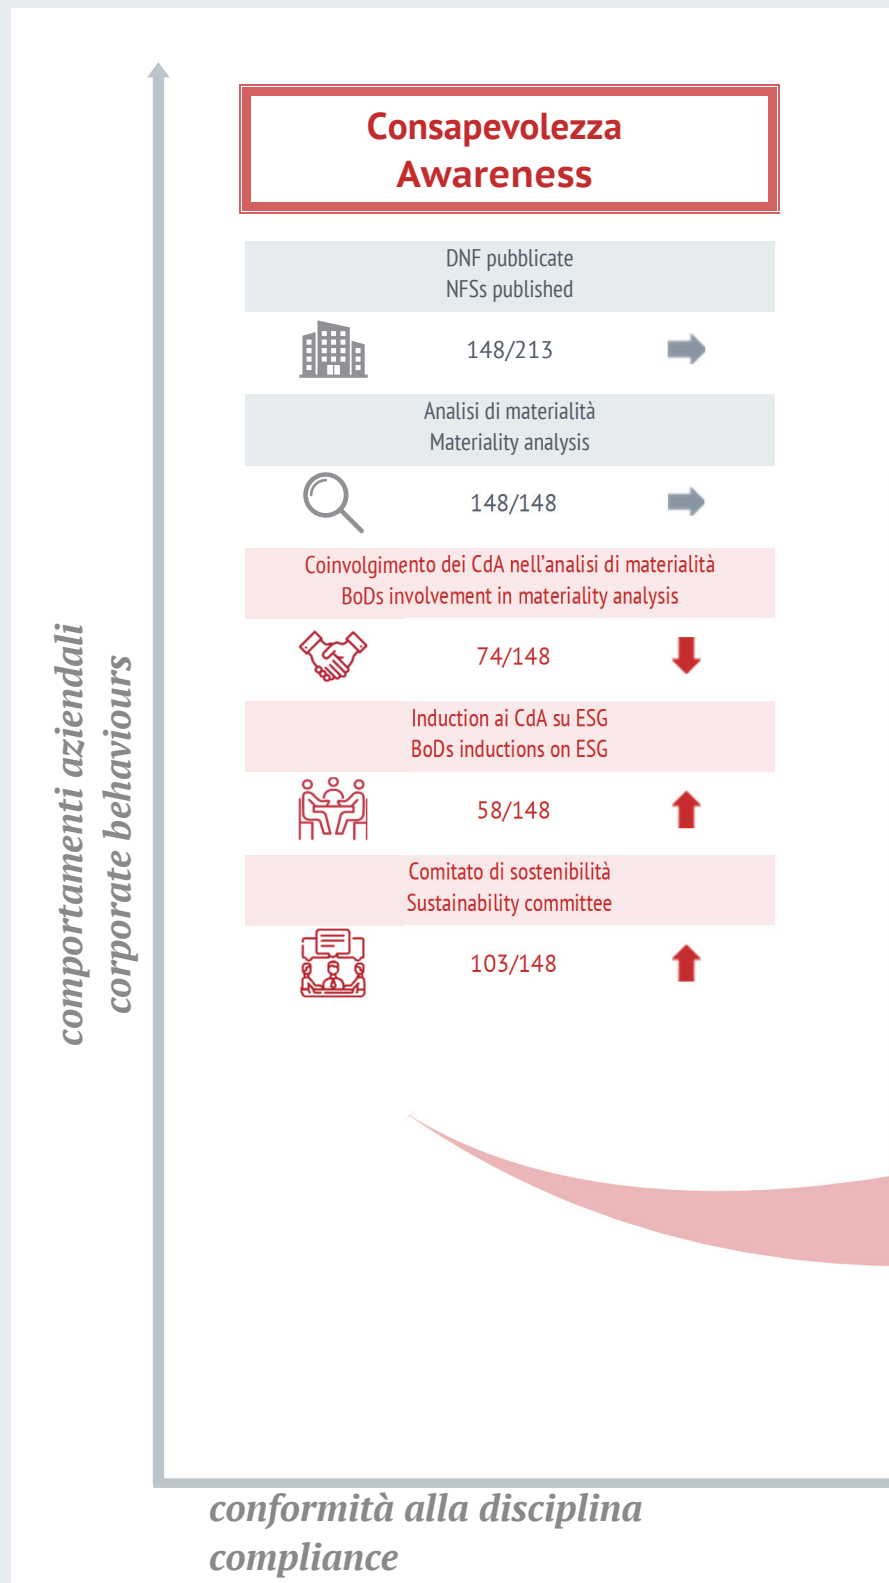 Consapevolezza
Awareness
DNF pubblicate
NFSs published
148/213
Analisi di materialità
Materiality analysis
148/148
Coinvolgimento dei CdA nell'analisi di materialità
BoDs involvement in materiality analysis
74/148
Induction ai CdA su ESG
BoDs inductions on ESG
58/148
Comitato di sostenibilità
Sustainability committee
103/148
comportamenti aziendali
corporate behaviours
conformità alla disciplina
compliance